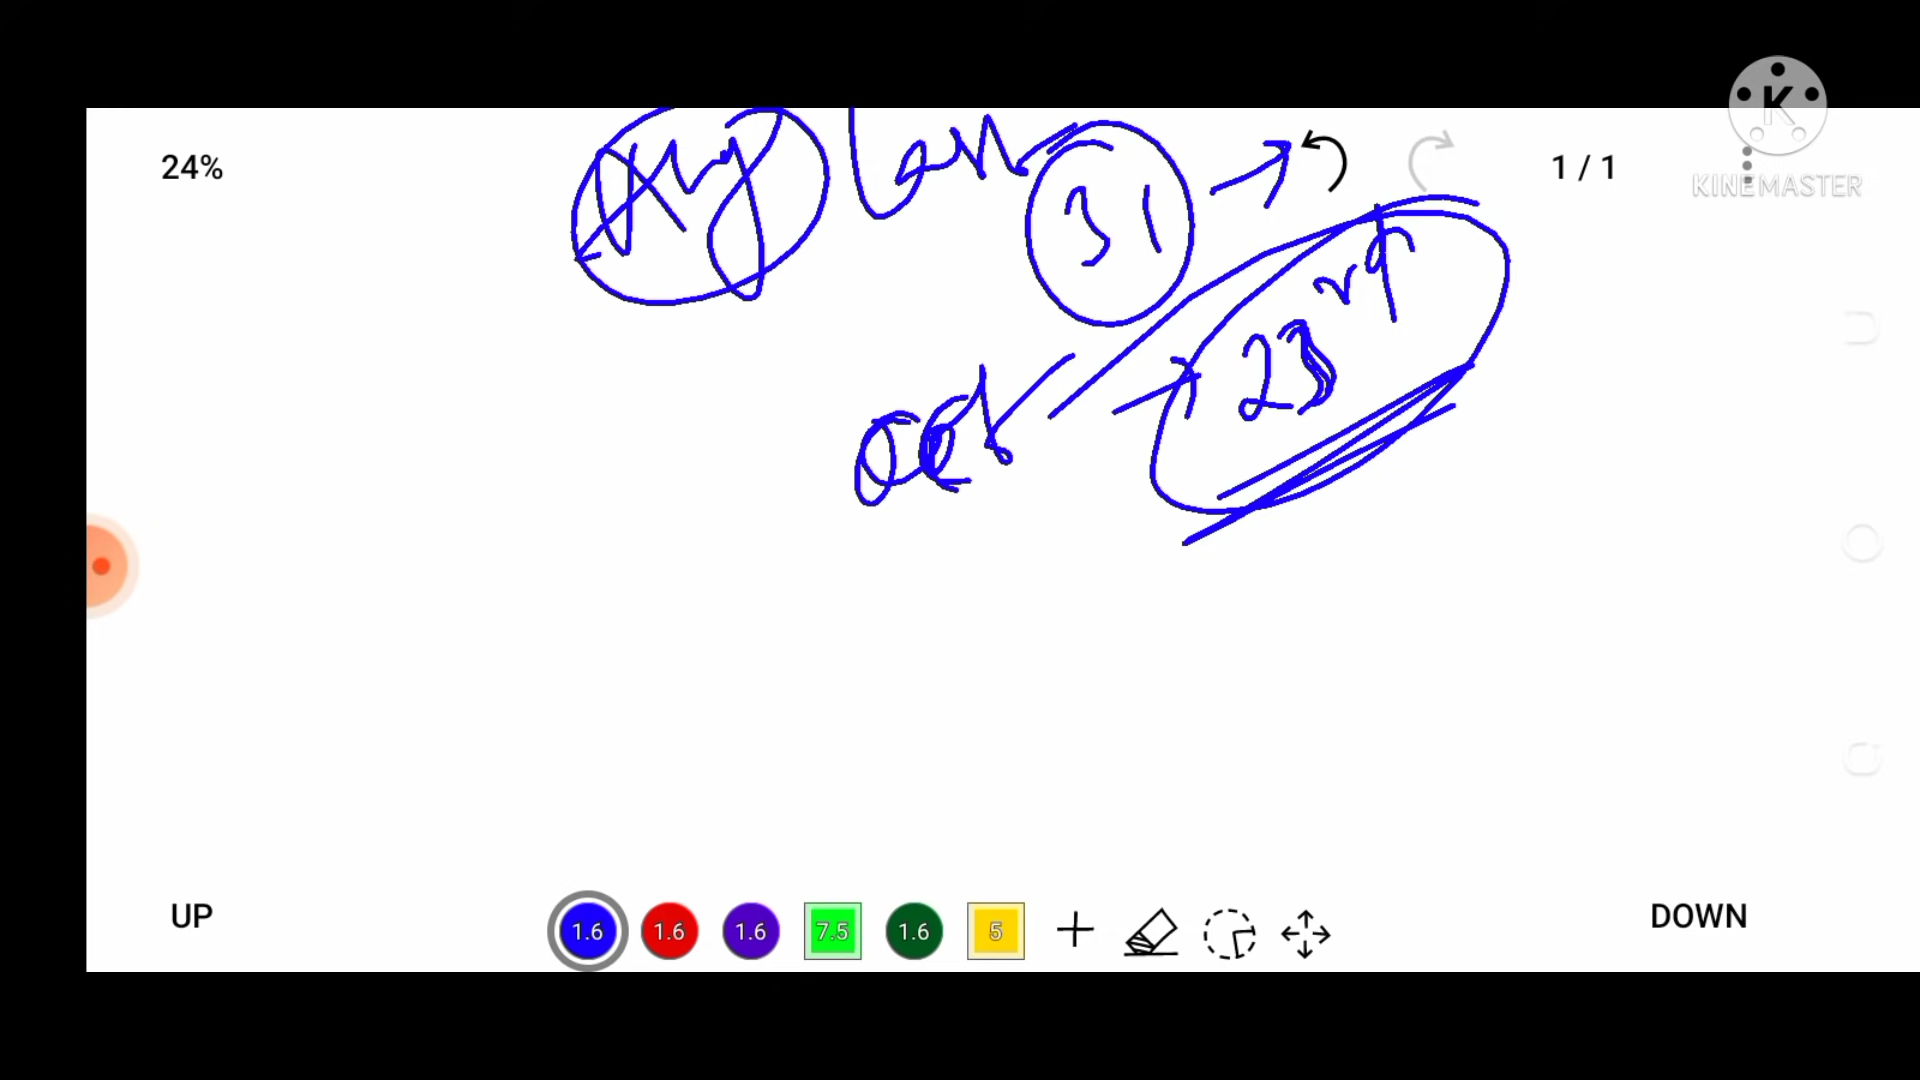 24%
Aug Last 31
1 / 1
KINEMASTER
23rd
Oct
UP
1.6 1.6 1.6 7.5 1.6 5
DOWN